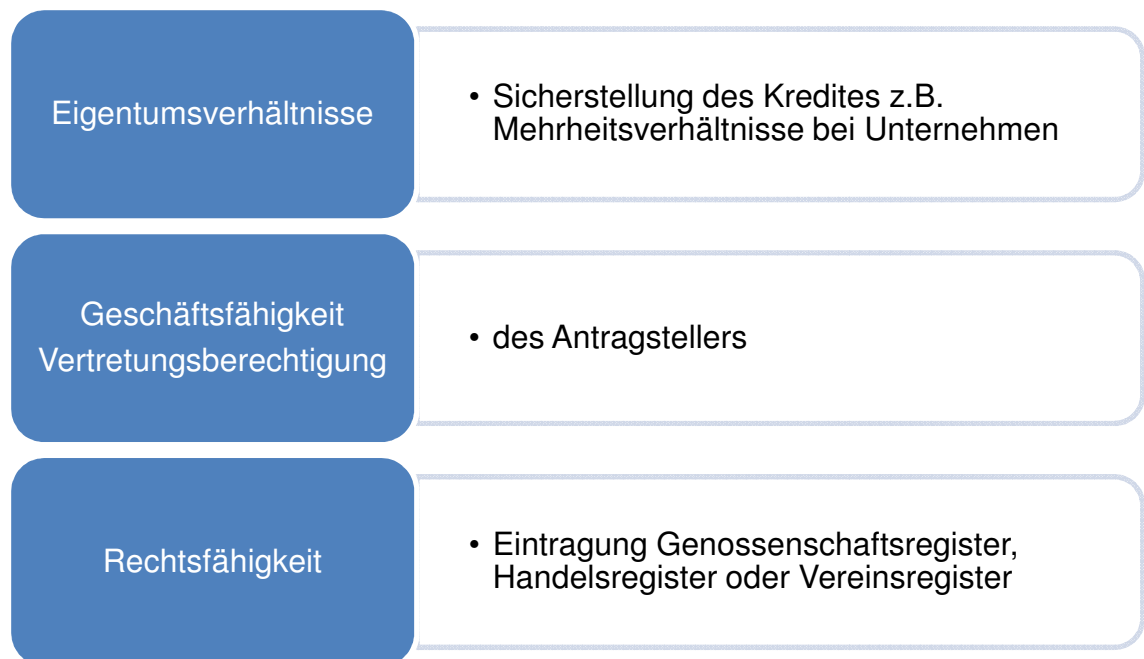 Eigentumsverhältnisse
• Sicherstellung des Kredites z.B.
Mehrheitsverhältnisse bei Unternehmen
Geschäftsfähigkeit
Vertretungsberechtigung
• des Antragstellers
Rechtsfähigkeit
• Eintragung Genossenschaftsregister,
Handelsregister oder Vereinsregister